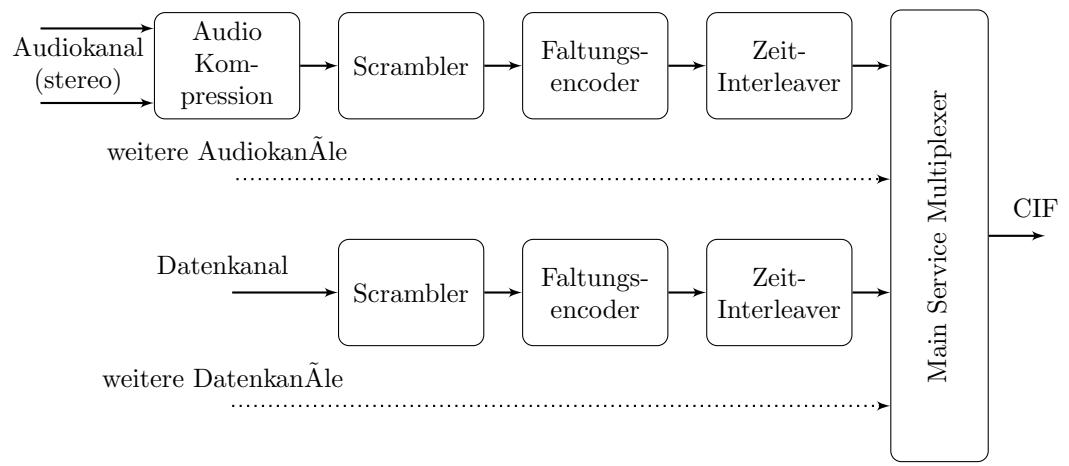 Audiokanal
(stereo)
Audio
Kom-
pression
Scrambler
Faltungs-
encoder
Zeit-
Interleaver
weitere AudiokanÃle
Datenkanal
Scrambler
Faltungs-
encoder
Zeit-
Interleaver
weitere DatenkanÃle
Main Service Multiplexer
CIF